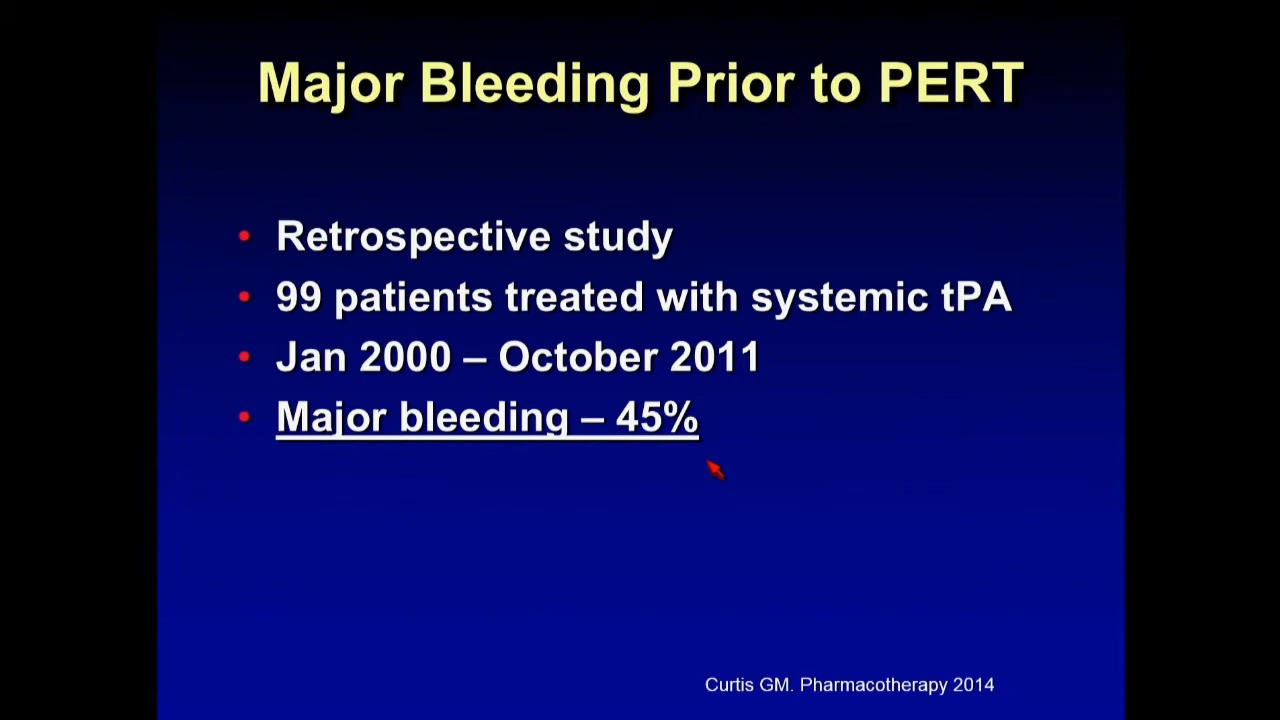 Major Bleeding Prior to PERT
• Retrospective study
• 99 patients treated with systemic tPA
• Jan 2000 – October 2011
• Major bleeding – 45%
Curtis GM. Pharmacotherapy 2014